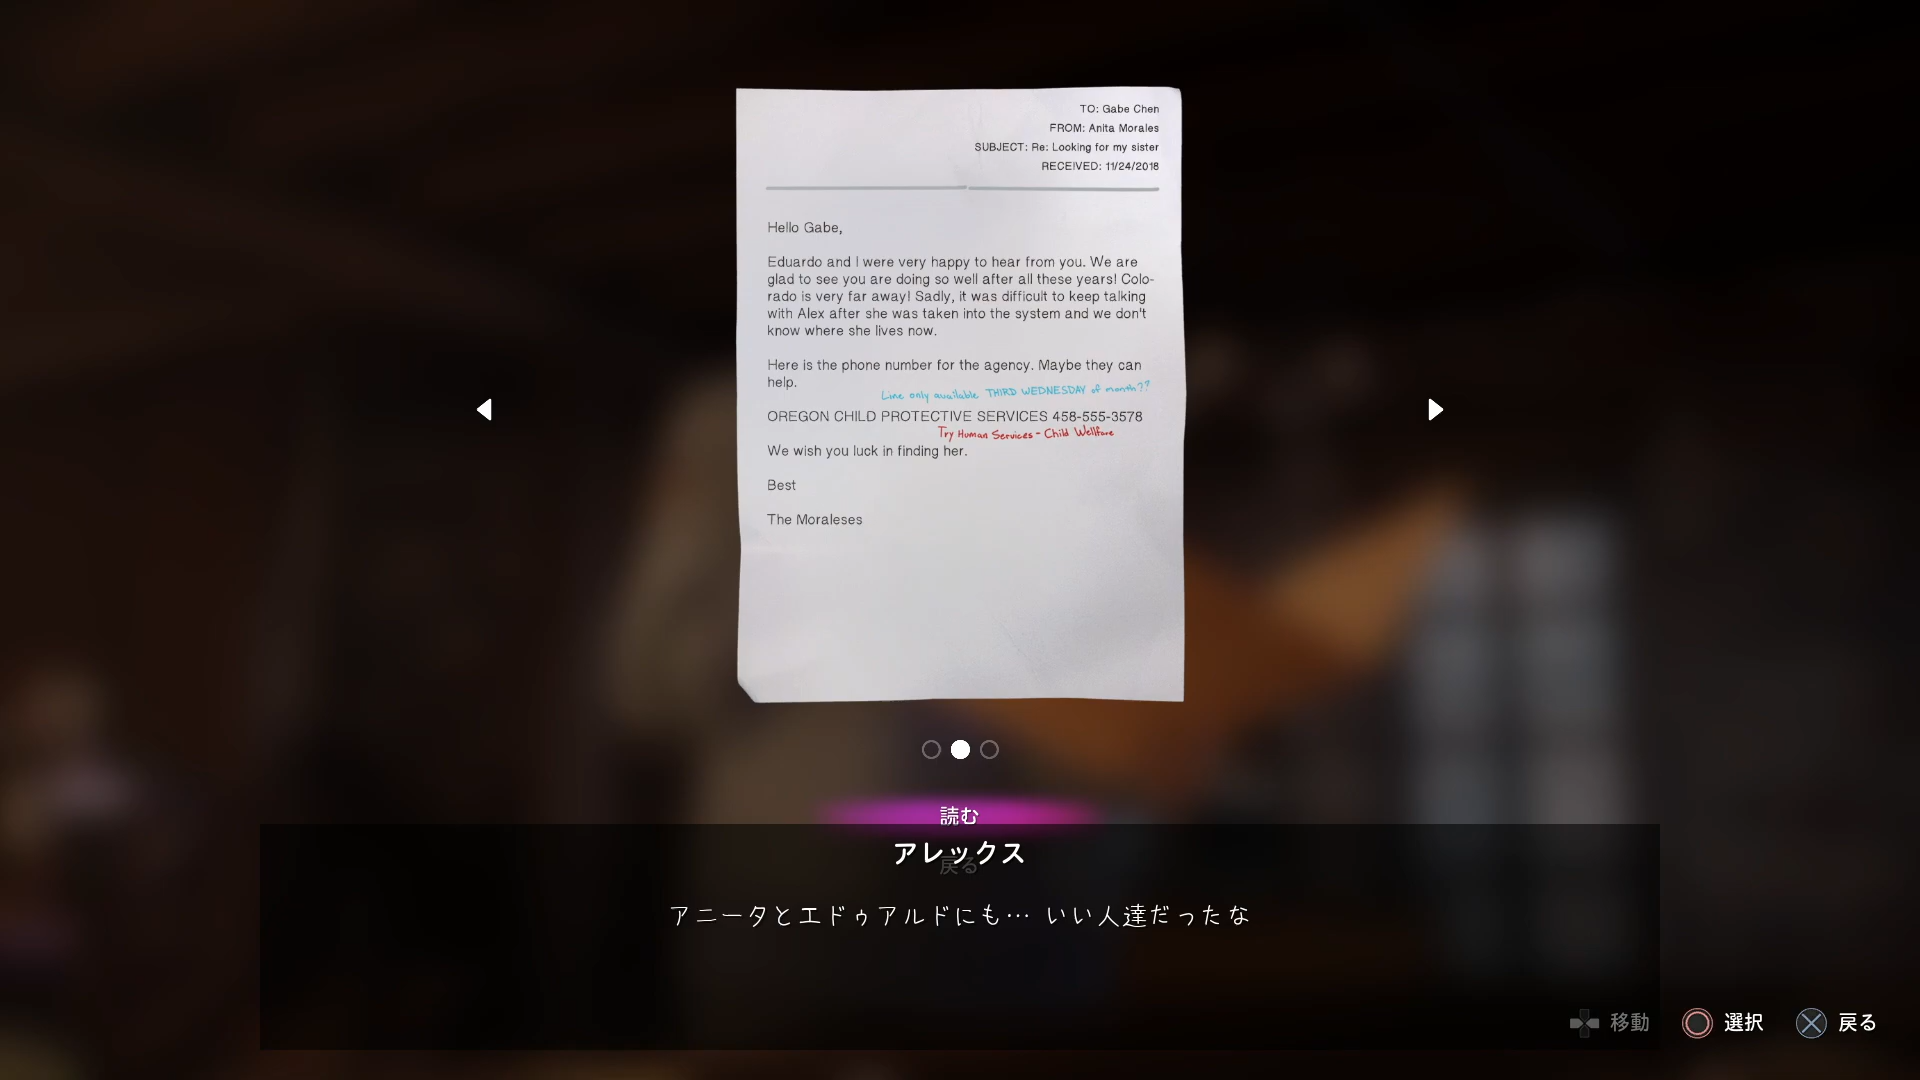 TO: Gabe Chen
FROM: Anita Morales
SUBJECT: Re: Looking for my sister
RECEIVED: 11/24/2018
Hello Gabe,
Eduardo and I were very happy to hear from you. We are
glad to see you are doing so well after all these years! Colo-
rado is very far away! Sadly, it was difficult to keep talking
with Alex after she was taken into the system and we don't
know where she lives now.
Here is the phone number for the agency. Maybe they can
help.
Line only available THIRD WEDNESDAY of month??
OREGON CHILD PROTECTIVE SERVICES 458-555-3578
Try Human Services - Child Wellfare
We wish you luck in finding her.
Best
The Moraleses
読む
アレックス
戻る
アニータとエドゥアルドにも… いい人達だったな
移動
選択
戻る